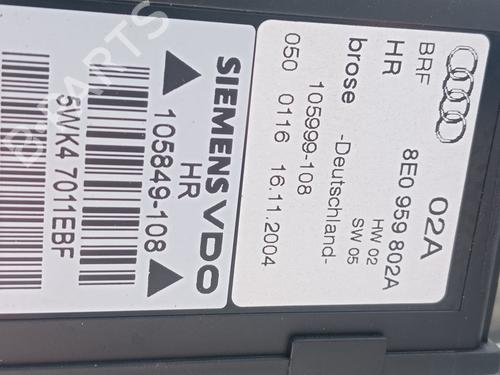 02A
8E0 959 802A
HW 02
SW 05
BRF
HR
brose -Deutschland-
105999-108
050 0116 16.11.2004
SIEMENS VDO
HR
105849-108
5WK4 7011EBF